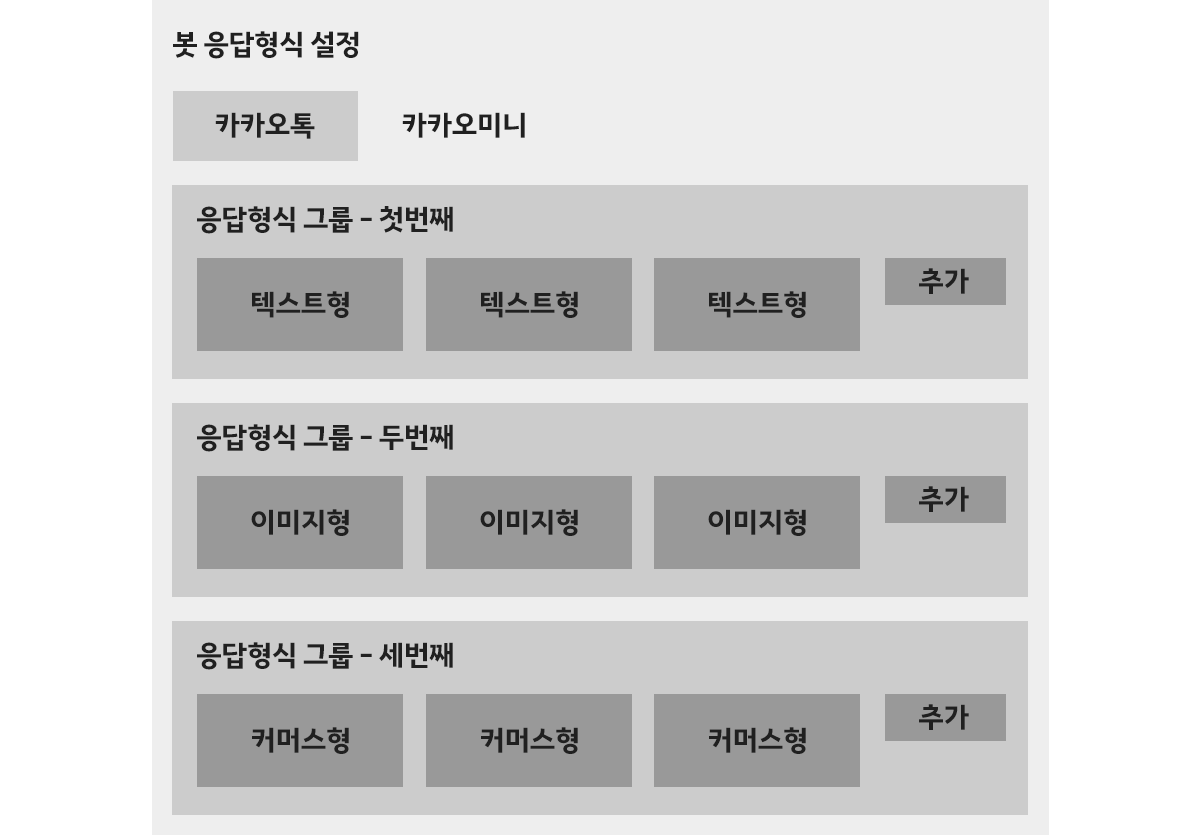 봇 응답형식 설정
카카오톡 카카오미니
응답형식 그룹 - 첫번째
텍스트형 텍스트형 텍스트형 추가
응답형식 그룹 - 두번째
이미지형 이미지형 이미지형 추가
응답형식 그룹 - 세번째
커머스형 커머스형 커머스형 추가